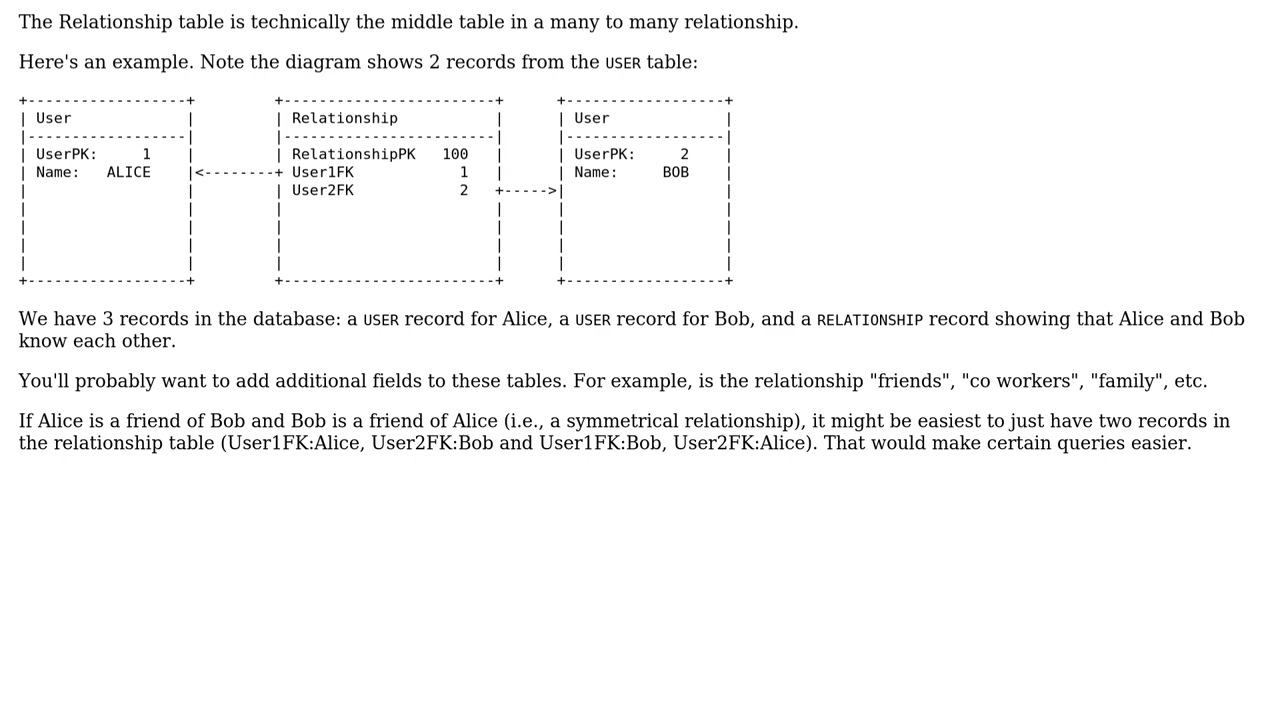 The Relationship table is technically the middle table in a many to many relationship.
Here's an example. Note the diagram shows 2 records from the USER table:
+------------------+         +------------------------+      +------------------+
| User             |         | Relationship           |      | User             |
|------------------|         |------------------------|      |------------------|
| UserPK:     1    |         | RelationshipPK   100   |      | UserPK:     2    |
| Name:   ALICE    |<--------+ User1FK            1   |      | Name:     BOB    |
|                  |         | User2FK            2   +----->|                  |
|                  |         |                        |      |                  |
|                  |         |                        |      |                  |
|                  |         |                        |      |                  |
|                  |         |                        |      |                  |
+------------------+         +------------------------+      +------------------+
We have 3 records in the database: a USER record for Alice, a USER record for Bob, and a RELATIONSHIP record showing that Alice and Bob
know each other.
You'll probably want to add additional fields to these tables. For example, is the relationship "friends", "co workers", "family", etc.
If Alice is a friend of Bob and Bob is a friend of Alice (i.e., a symmetrical relationship), it might be easiest to just have two records in
the relationship table (User1FK:Alice, User2FK:Bob and User1FK:Bob, User2FK:Alice). That would make certain queries easier.